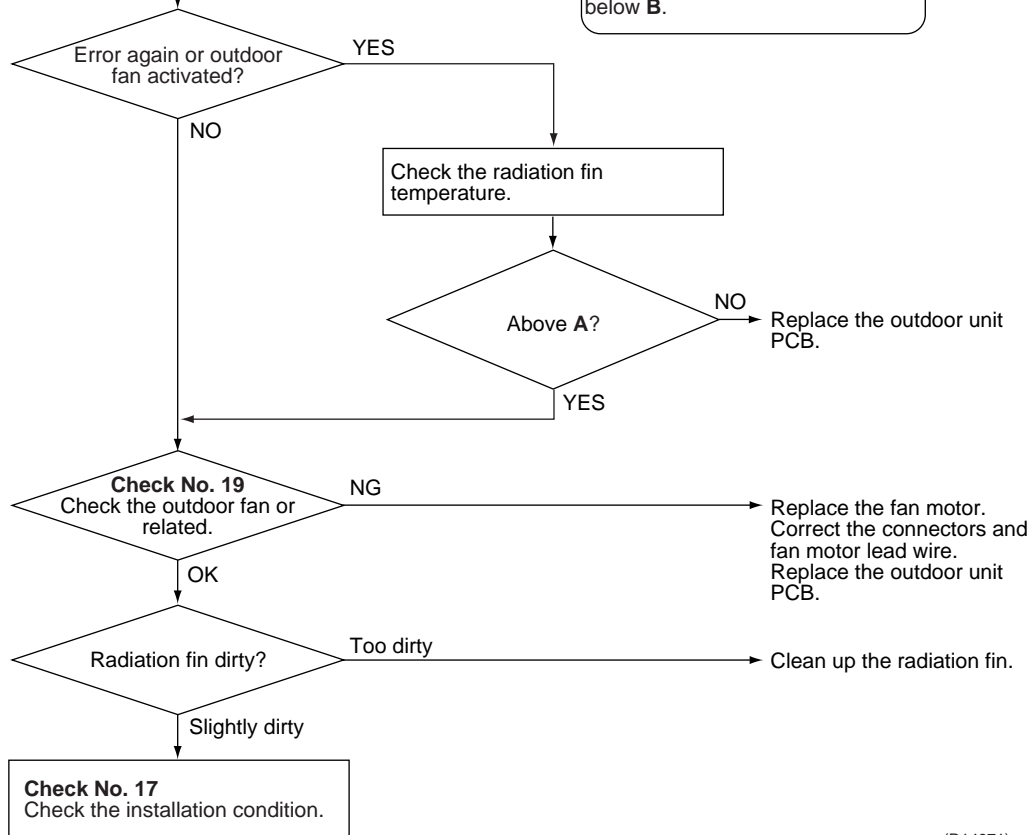 below B.
Error again or outdoor
fan activated?
YES
NO
Check the radiation fin
temperature.
Above A?
NO
Replace the outdoor unit
PCB.
YES
Check No. 19
Check the outdoor fan or
related.
NG
Replace the fan motor.
Correct the connectors and
fan motor lead wire.
Replace the outdoor unit
PCB.
OK
Radiation fin dirty?
Too dirty
Clean up the radiation fin.
Slightly dirty
Check No. 17
Check the installation condition.